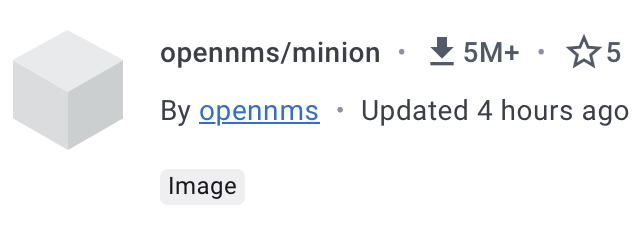 opennms/minion • 5M+ • 5
By opennms • Updated 4 hours ago
Image